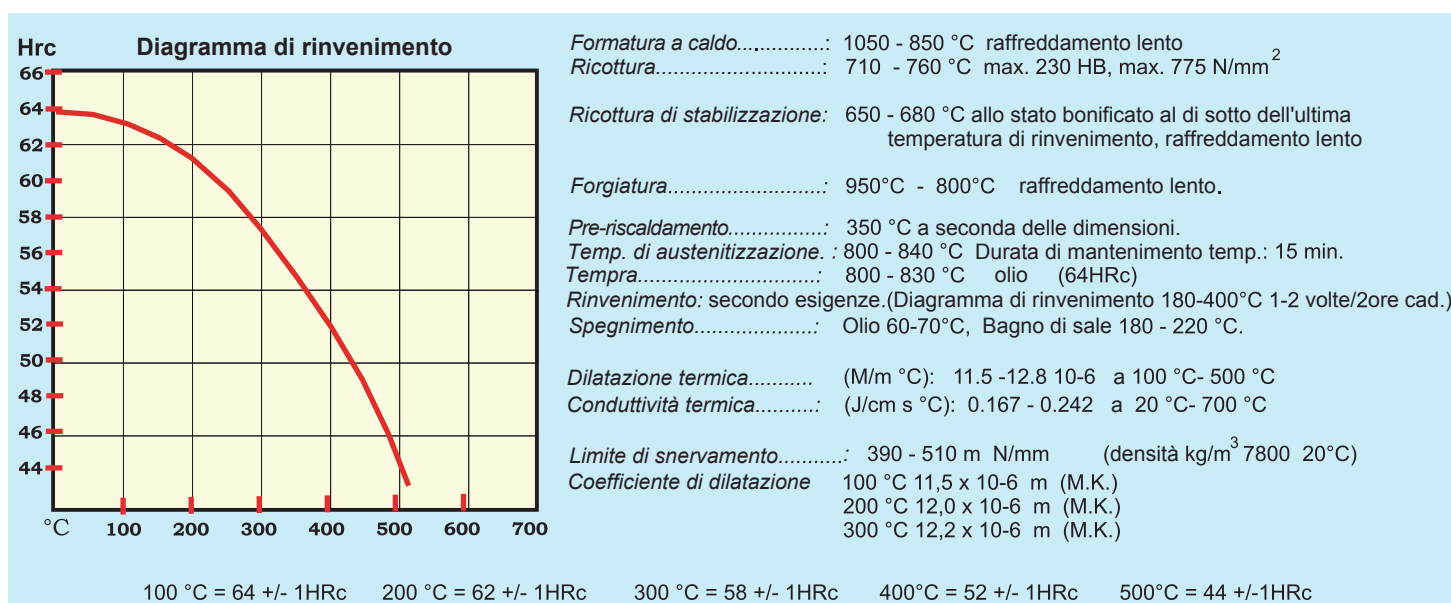 Hrc Diagramma di rinvenimento
66
64
62
60
58
56
54
52
50
48
46
44
°C 100 200 300 400 500 600 700
Formatura a caldo.................: 1050 - 850 °C raffreddamento lento
Ricottura............................: 710 - 760 °C max. 230 HB, max. 775 N/mm²
Ricottura di stabilizzazione: 650 - 680 °C allo stato bonificato al di sotto dell'ultima
temperatura di rinvenimento, raffreddamento lento
Forgiatura..........................: 950°C - 800°C raffreddamento lento.
Pre-riscaldamento................: 350 °C a seconda delle dimensioni.
Temp. di austenitizzazione. : 800 - 840 °C Durata di mantenimento temp.: 15 min.
Tempra..............................: 800 - 830 °C olio (64HRc)
Rinvenimento: secondo esigenze.(Diagramma di rinvenimento 180-400°C 1-2 volte/2ore cad.)
Spegnimento....................: Olio 60-70°C, Bagno di sale 180 - 220 °C.
Dilatazione termica........... (M/m °C): 11.5 -12.8 10-6 a 100 °C- 500 °C
Conduttività termica..........: (J/cm s °C): 0.167 - 0.242 a 20 °C- 700 °C
Limite di snervamento...........: 390 - 510 m N/mm (densità kg/m³ 7800 20°C)
Coefficiente di dilatazione 100 °C 11,5 x 10-6 m (M.K.)
200 °C 12,0 x 10-6 m (M.K.)
300 °C 12,2 x 10-6 m (M.K.)
100 °C = 64 +/- 1HRc 200 °C = 62 +/- 1HRc 300 °C = 58 +/- 1HRc 400°C = 52 +/- 1HRc 500°C = 44 +/-1HRc